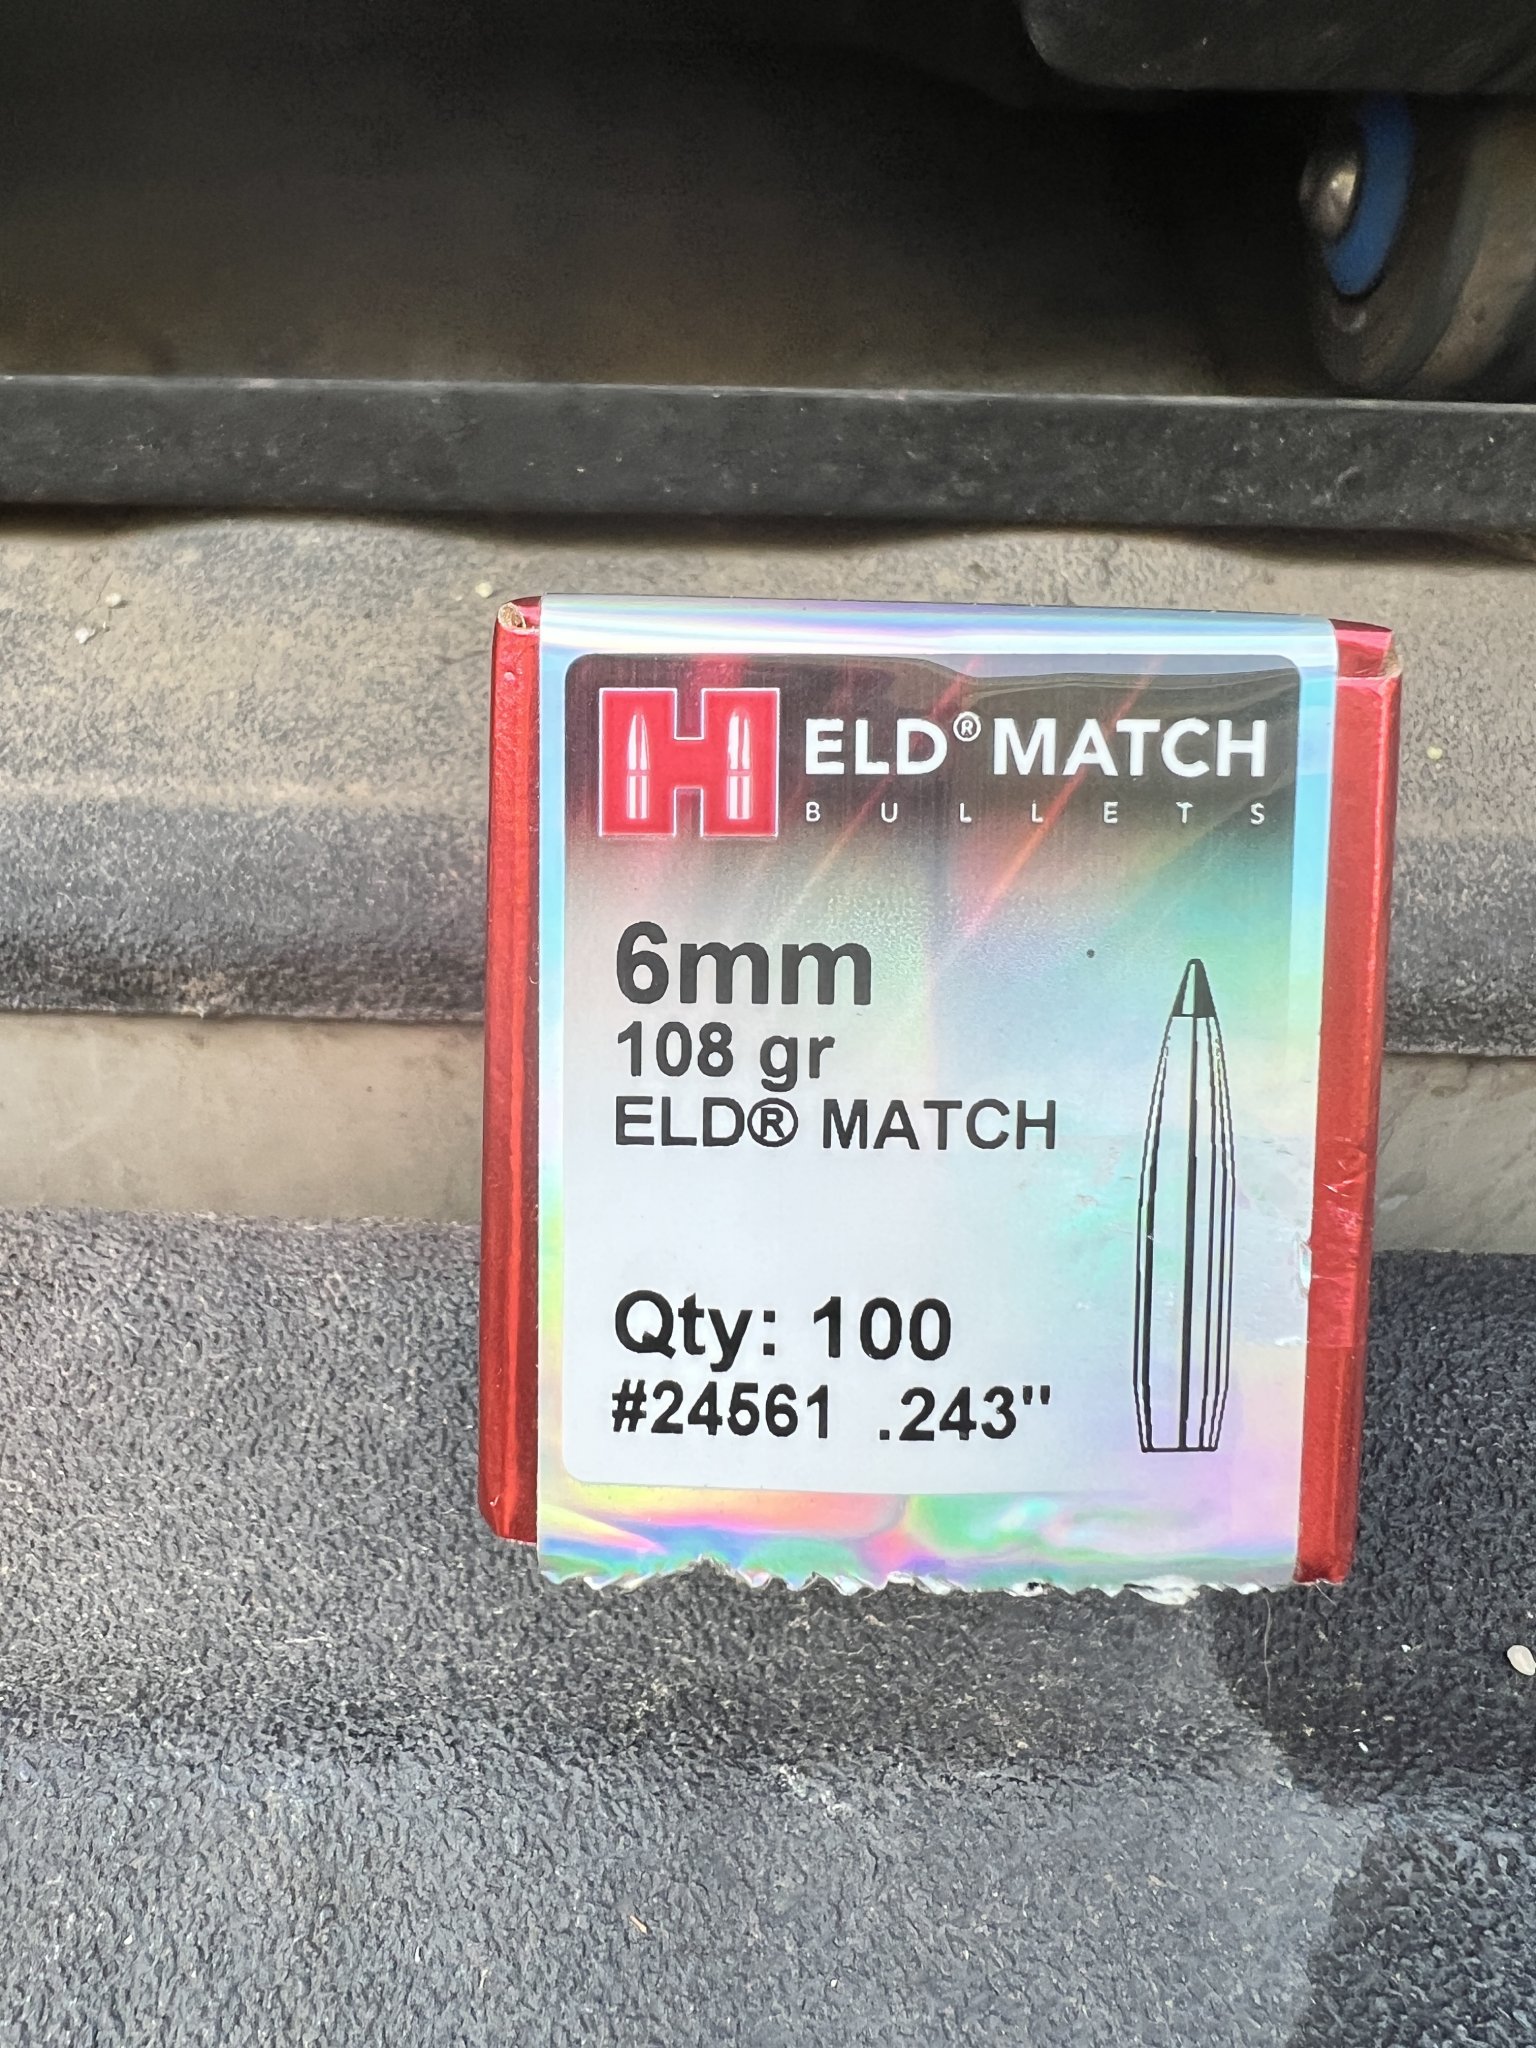 H ELD® MATCH
BULLETS
6mm
108 gr
ELD® MATCH
Qty: 100
#24561 .243"